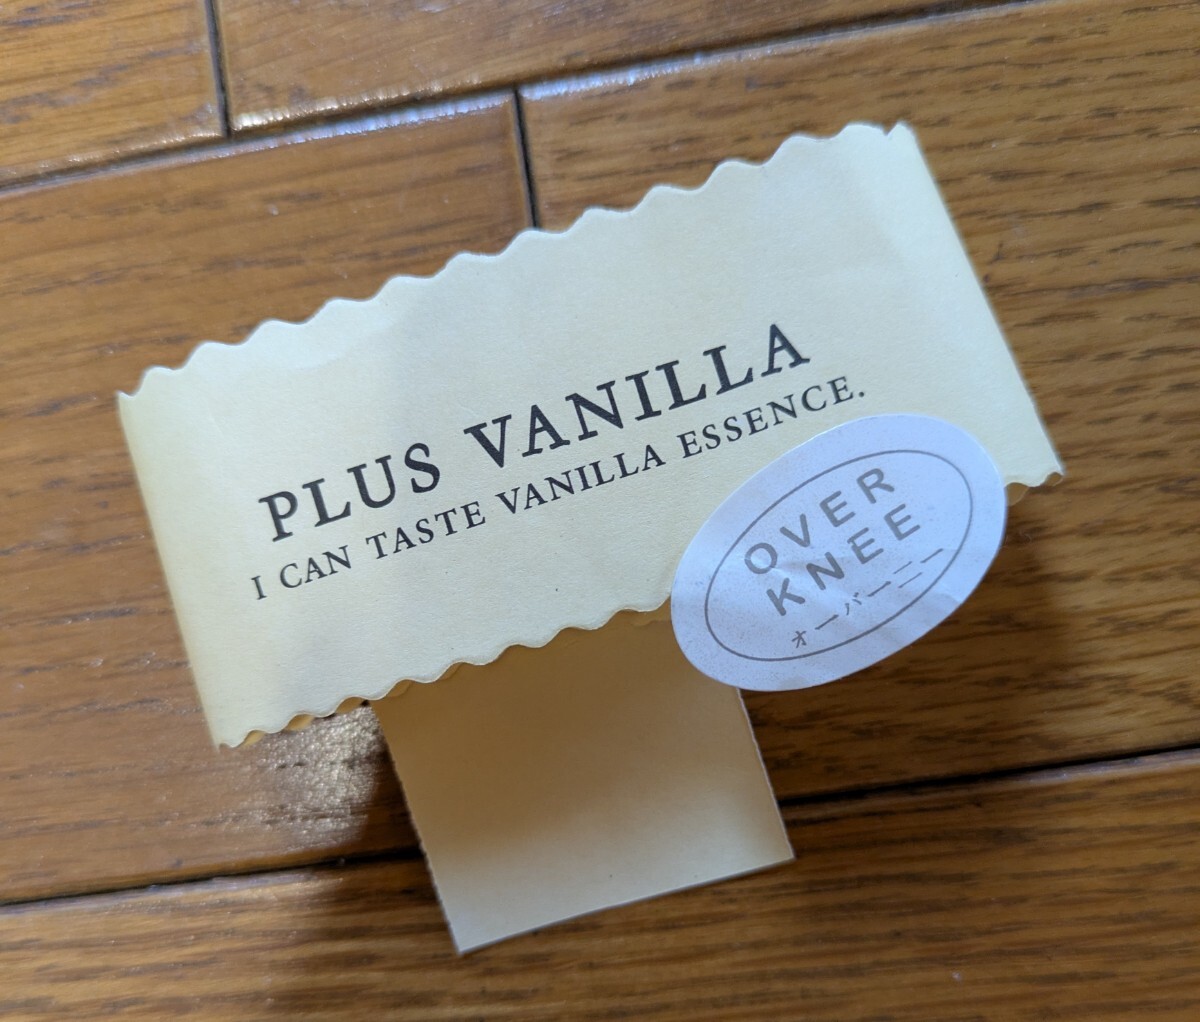 PLUS VANILLA
I CAN TASTE VANILLA ESSENCE.
OVER
KNEE
オーバーニー